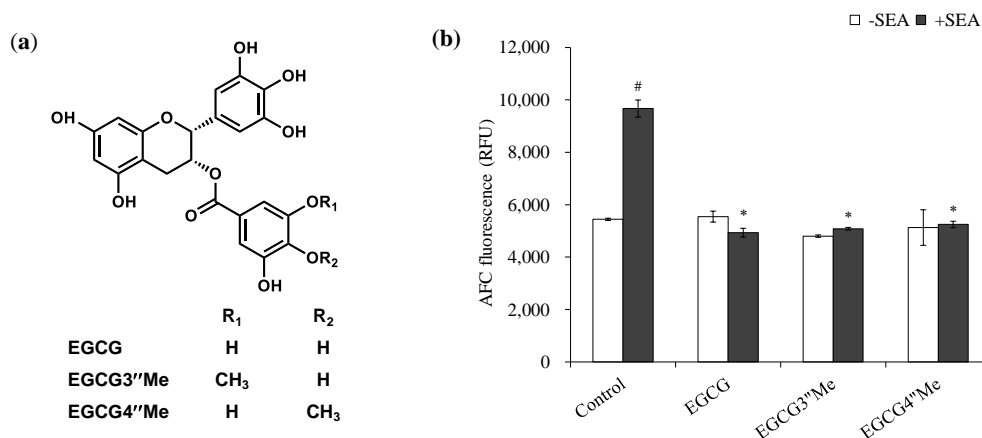 (a)
OH
OH
OH
OH
O
OH
O
O
OR₁
OR₂
OH
R₁ R₂
EGCG H H
EGCG3″Me CH₃ H
EGCG4″Me H CH₃
(b)
-SEA +SEA
AFC fluorescence (RFU)
12,000
10,000
8,000
6,000
4,000
2,000
0
#
*
*
*
Control
EGCG
EGCG3"Me
EGCG4"Me